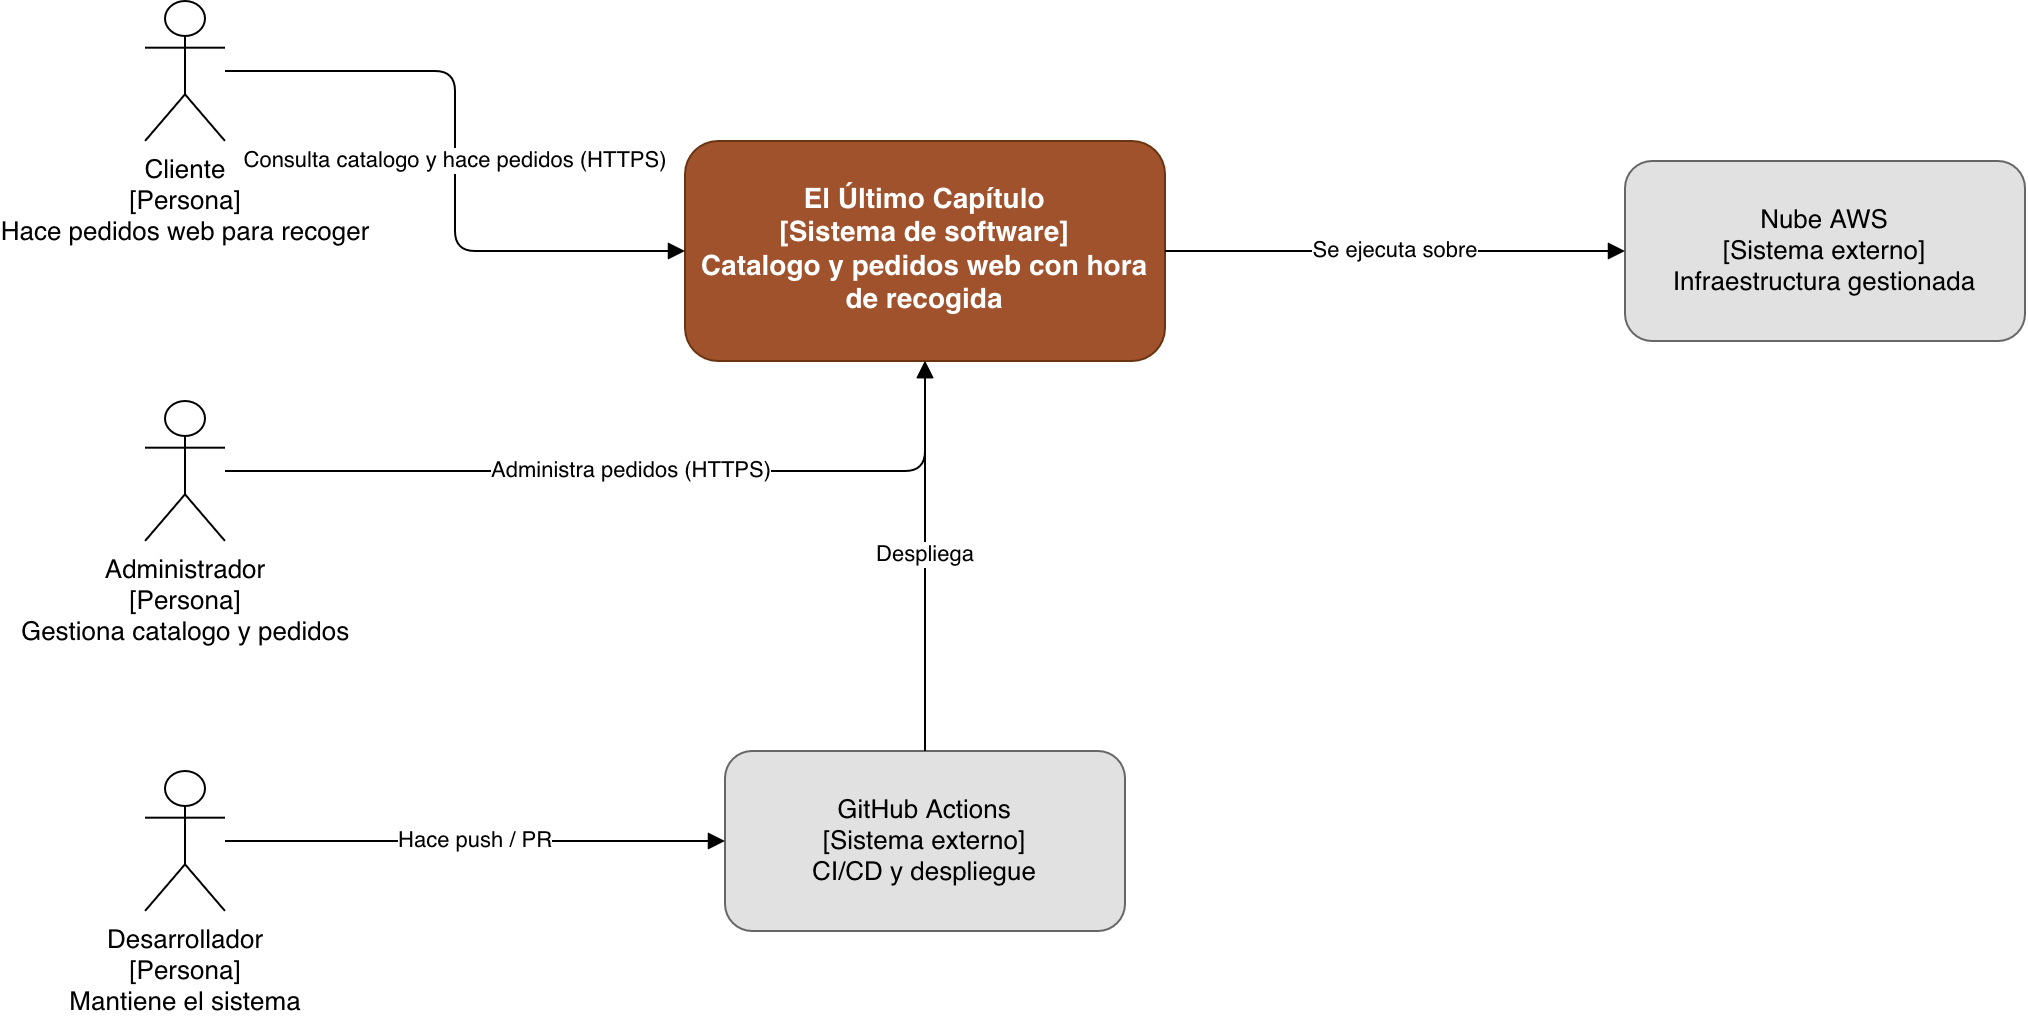 Cliente
[Persona]
Hace pedidos web para recoger
Consulta catalogo y hace pedidos (HTTPS)
El Último Capítulo
[Sistema de software]
Catalogo y pedidos web con hora
de recogida
Se ejecuta sobre
Nube AWS
[Sistema externo]
Infraestructura gestionada
Administrador
[Persona]
Gestiona catalogo y pedidos
Administra pedidos (HTTPS)
Despliega
Desarrollador
[Persona]
Mantiene el sistema
Hace push / PR
GitHub Actions
[Sistema externo]
CI/CD y despliegue